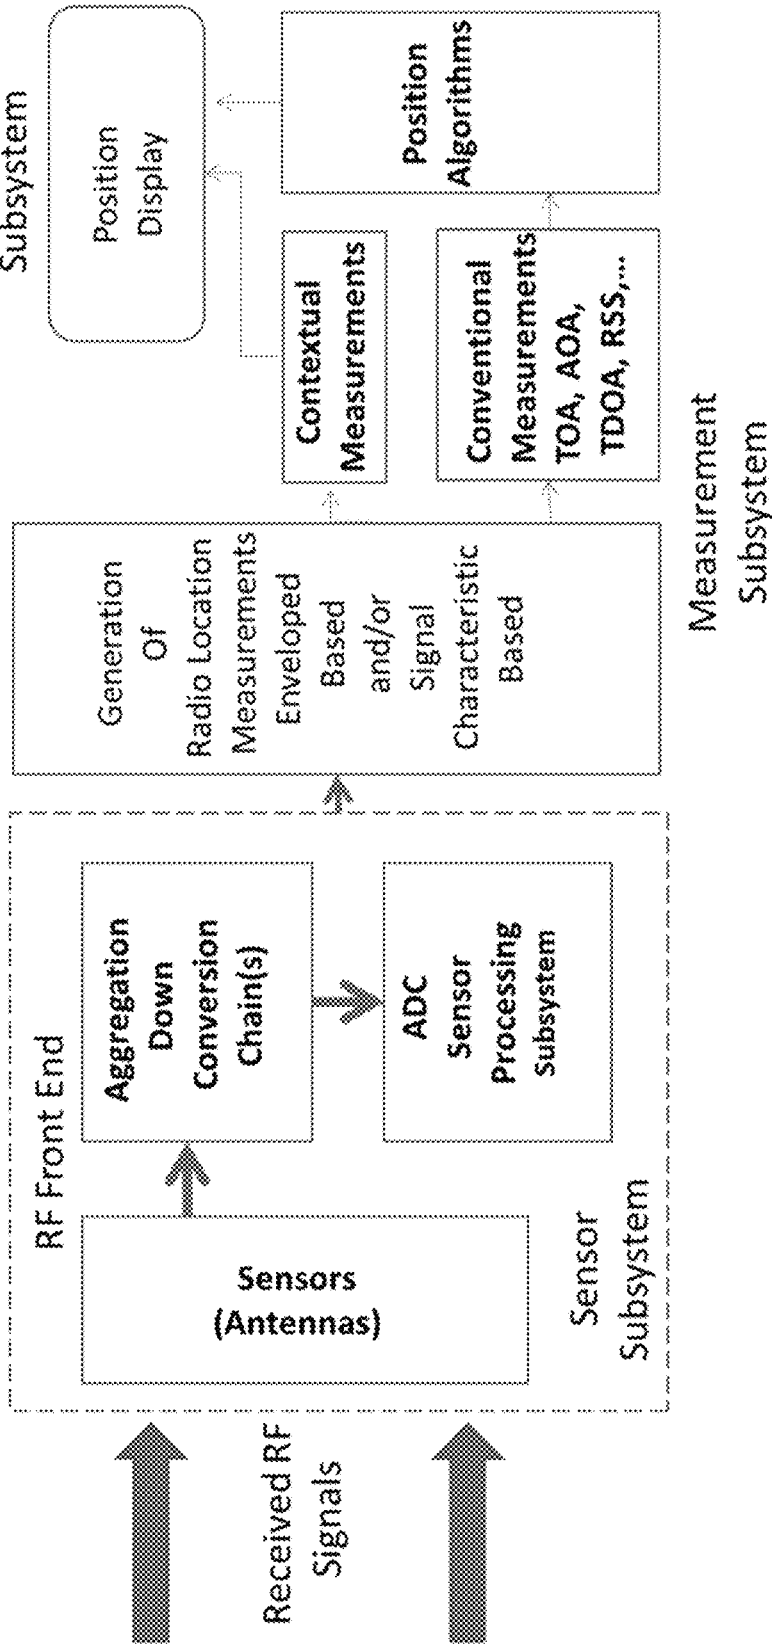 Received RF
Signals
RF Front End
Sensors
(Antennas)
Aggregation
Down
Conversion
Chain(s)
ADC
Sensor
Processing
Subsystem
Sensor
Subsystem
Generation
Of
Radio Location
Measurements
Enveloped
Based
and/or
Signal
Characteristic
Based
Contextual
Measurements
Conventional
Measurements
TOA, AOA,
TDOA, RSS,...
Measurement
Subsystem
Position
Algorithms
Position
Display
Subsystem